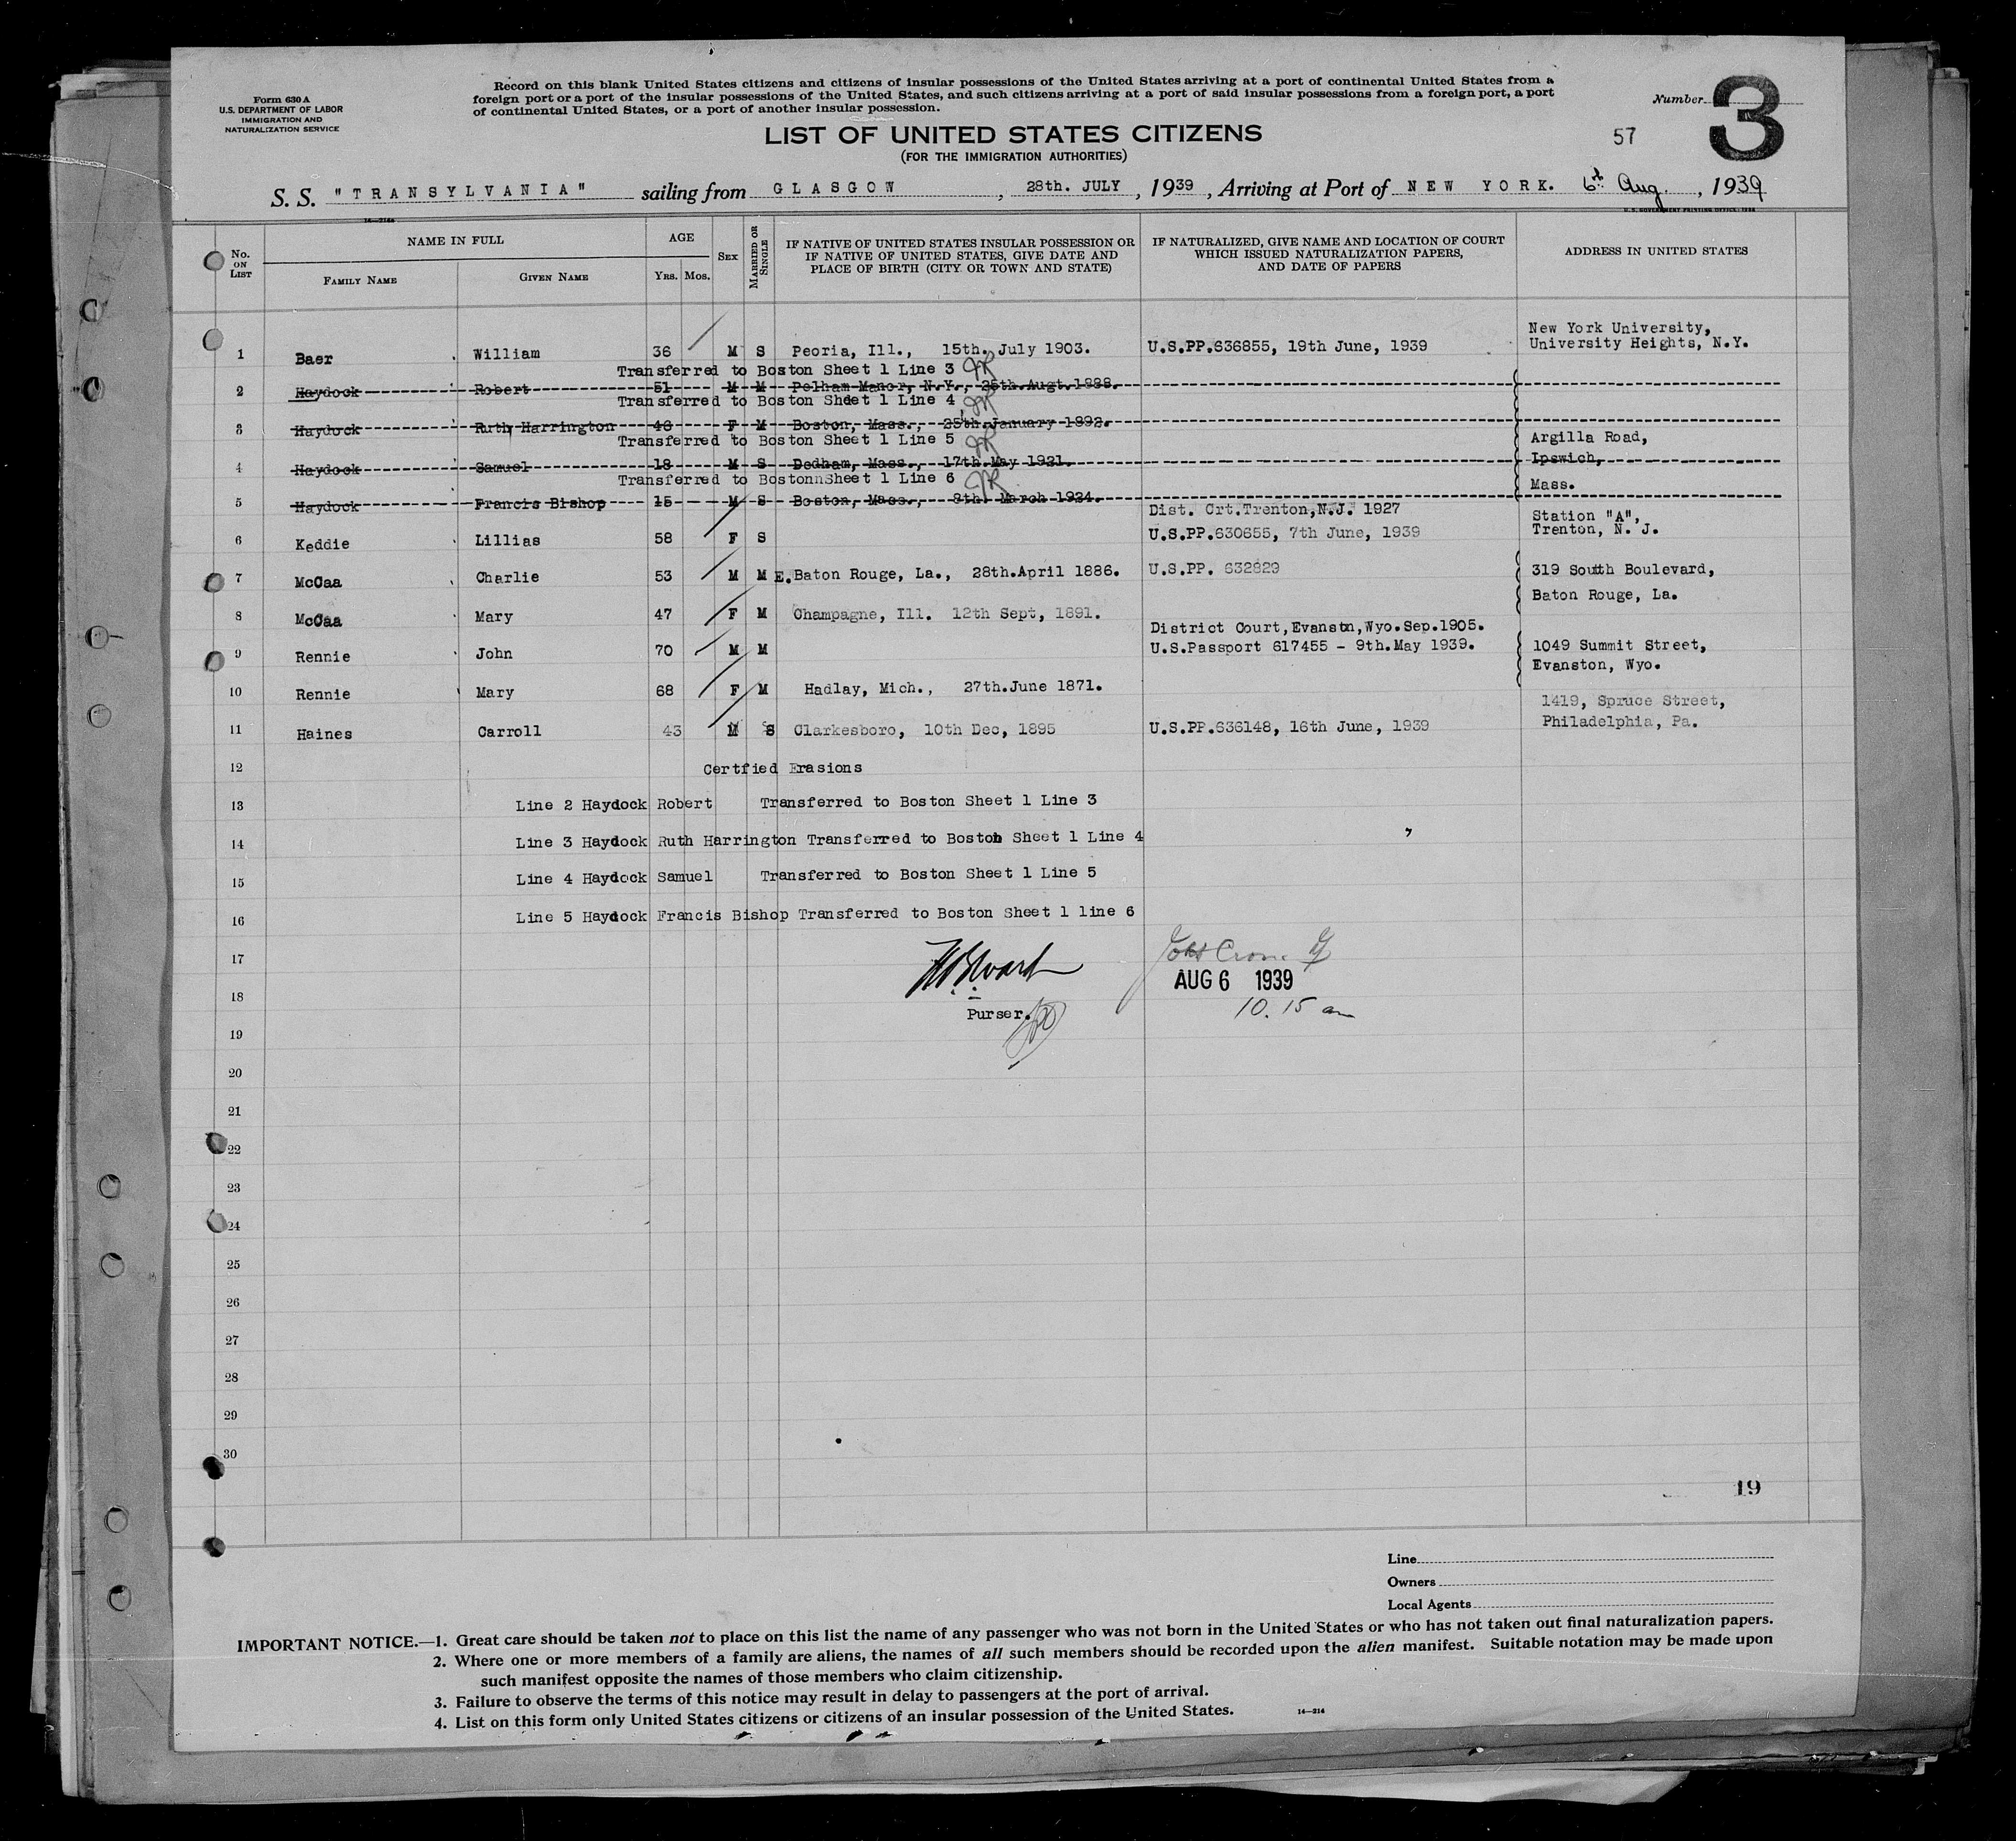 Form 630 A
U.S. DEPARTMENT OF LABOR
IMMIGRATION AND
NATURALIZATION SERVICE
Record on this blank United States citizens and citizens of insular possessions of the United States arriving at a port of continental United States from a
foreign port or a port of the insular possessions of the United States, and such citizens arriving at a port of said insular possessions from a foreign port, a port
of continental United States, or a port of another insular possession.
Number 3
57
LIST OF UNITED STATES CITIZENS
(FOR THE IMMIGRATION AUTHORITIES)
S. S. "TRANSYLVANIA" sailing from GLASGOW, 28th. JULY, 1939, Arriving at Port of NEW YORK. 6th Aug., 1939
14—214a
U.S. GOVERNMENT PRINTING OFFICE: 1938
No. ON LIST
NAME IN FULL
FAMILY NAME
GIVEN NAME
AGE
YRS. MOS.
SEX
MARRIED OR SINGLE
IF NATIVE OF UNITED STATES INSULAR POSSESSION OR
IF NATIVE OF UNITED STATES, GIVE DATE AND
PLACE OF BIRTH (CITY OR TOWN AND STATE)
IF NATURALIZED, GIVE NAME AND LOCATION OF COURT
WHICH ISSUED NATURALIZATION PAPERS,
AND DATE OF PAPERS
ADDRESS IN UNITED STATES
New York University,
1 Baer William 36 M S Peoria, Ill., 15th. July 1903. U.S.PP.636855, 19th June, 1939 University Heights, N.Y.
Transferred to Boston Sheet 1 Line 3 JR
2 Haydock Robert 51 M M Pelham Manor, N.Y., 25th.Augt.1888.
Transferred to Boston Sheet 1 Line 4 JR
3 Haydock Ruth Harrington 46 F M Boston, Mass., 25th January 1892.
Transferred to Boston Sheet 1 Line 5 JR Argilla Road,
4 Haydock Samuel 18 M S Dedham, Mass., 17th May 1921. Ipswich,
Transferred to BostonnSheet 1 Line 6 JR Mass.
5 Haydock Francis Bishop 15 M S Boston, Mass., 8th March 1924.
Dist. Crt.Trenton,N.J. 1927 Station "A",
6 Keddie Lillias 58 F S U.S.PP.630655, 7th June, 1939 Trenton, N. J.
7 McCaa Charlie 53 M M E.Baton Rouge, La., 28th.April 1886. U.S.PP. 632829 319 South Boulevard,
Baton Rouge, La.
8 McCaa Mary 47 F M Champagne, Ill. 12th Sept, 1891.
District Court,Evanstn,Wyo.Sep.1905.
9 Rennie John 70 M M U.S.Passport 617455 - 9th.May 1939. 1049 Summit Street,
Evanston, Wyo.
10 Rennie Mary 68 F M Hadlay, Mich., 27th.June 1871.
1419, Spruce Street,
11 Haines Carroll 43 M S Clarkesboro, 10th Dec, 1895 U.S.PP.636148, 16th June, 1939 Philadelphia, Pa.
12 Certfied Erasions
13 Line 2 Haydock Robert Transferred to Boston Sheet 1 Line 3
14 Line 3 Haydock Ruth Harrington Transferred to Boston Sheet 1 Line 4
15 Line 4 Haydock Samuel Transferred to Boston Sheet 1 Line 5
16 Line 5 Haydock Francis Bishop Transferred to Boston Sheet 1 line 6
17
AUG 6 1939
18
10.15 am
Purser.
19
20
21
22
23
24
25
26
27
28
29
30
19
Line
Owners
Local Agents
IMPORTANT NOTICE.—1. Great care should be taken not to place on this list the name of any passenger who was not born in the United States or who has not taken out final naturalization papers.
2. Where one or more members of a family are aliens, the names of all such members should be recorded upon the alien manifest. Suitable notation may be made upon
such manifest opposite the names of those members who claim citizenship.
3. Failure to observe the terms of this notice may result in delay to passengers at the port of arrival.
4. List on this form only United States citizens or citizens of an insular possession of the United States.
14—214